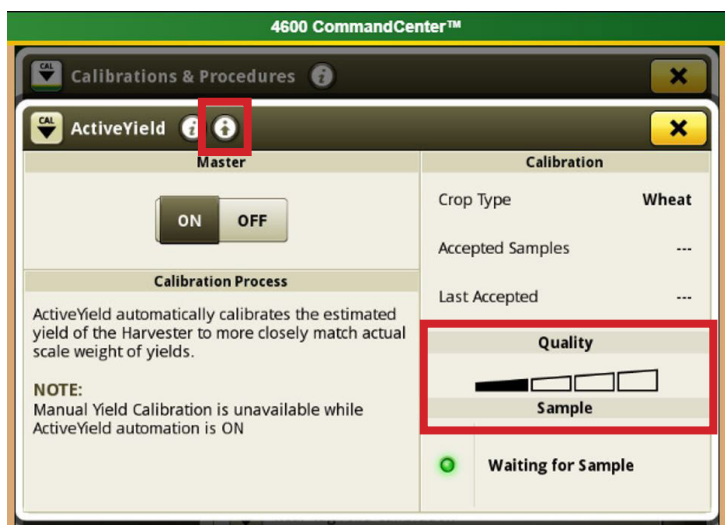 4600 CommandCenter™
CAL
Calibrations & Procedures i
CAL
ActiveYield i
Master
ON OFF
Calibration Process
ActiveYield automatically calibrates the estimated
yield of the Harvester to more closely match actual
scale weight of yields.
NOTE:
Manual Yield Calibration is unavailable while
ActiveYield automation is ON
Calibration
Crop Type Wheat
Accepted Samples ---
Last Accepted ---
Quality
Sample
Waiting for Sample